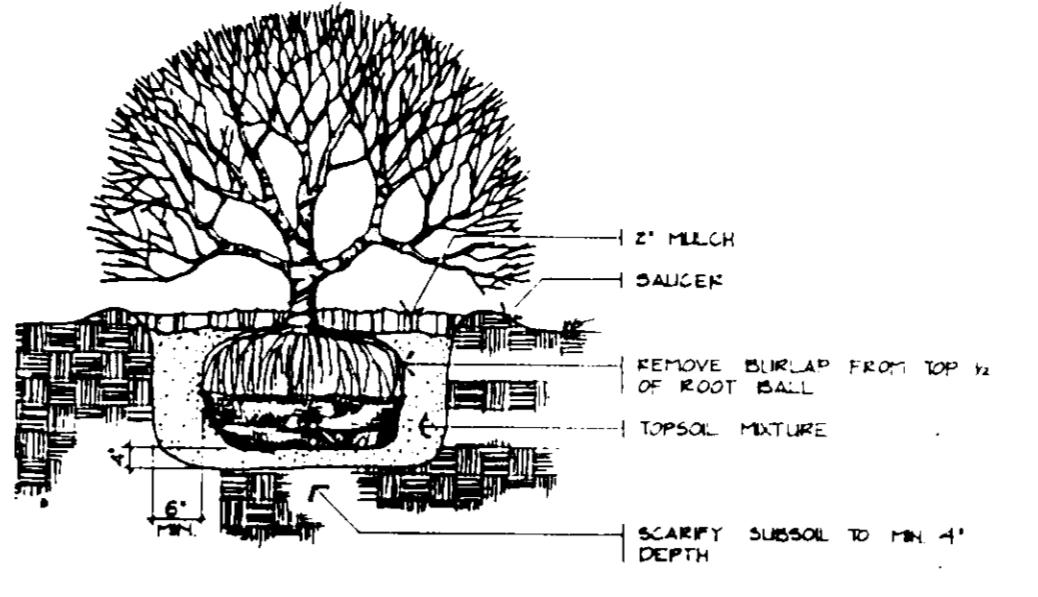 2" MULCH
SAUCER
REMOVE BURLAP FROM TOP ½
OF ROOT BALL
TOPSOIL MIXTURE
4"
6"
MIN.
SCARIFY SUBSOIL TO MIN. 4"
DEPTH